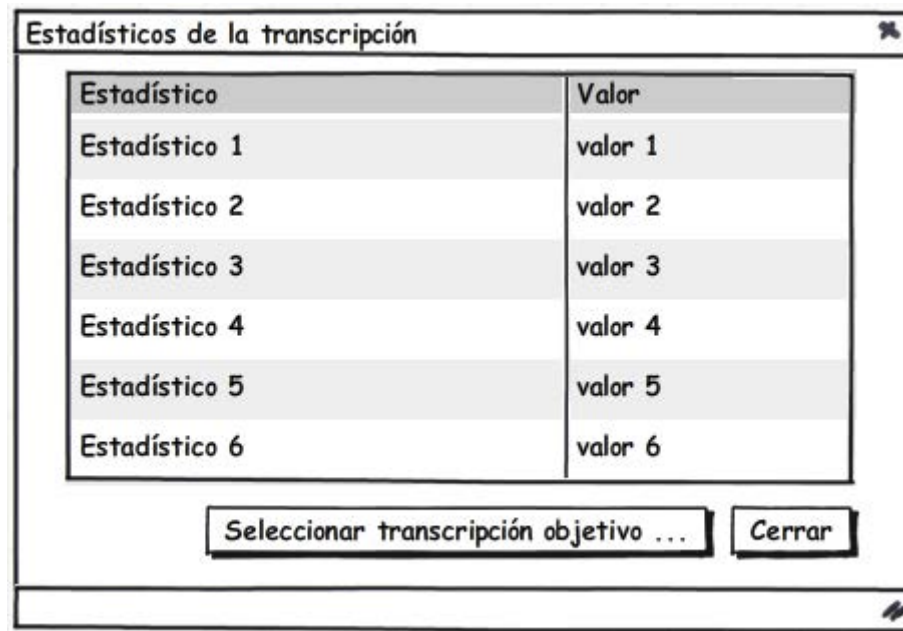 Estadísticos de la transcripción
Estadístico Valor
Estadístico 1 valor 1
Estadístico 2 valor 2
Estadístico 3 valor 3
Estadístico 4 valor 4
Estadístico 5 valor 5
Estadístico 6 valor 6
Seleccionar transcripción objetivo ... Cerrar